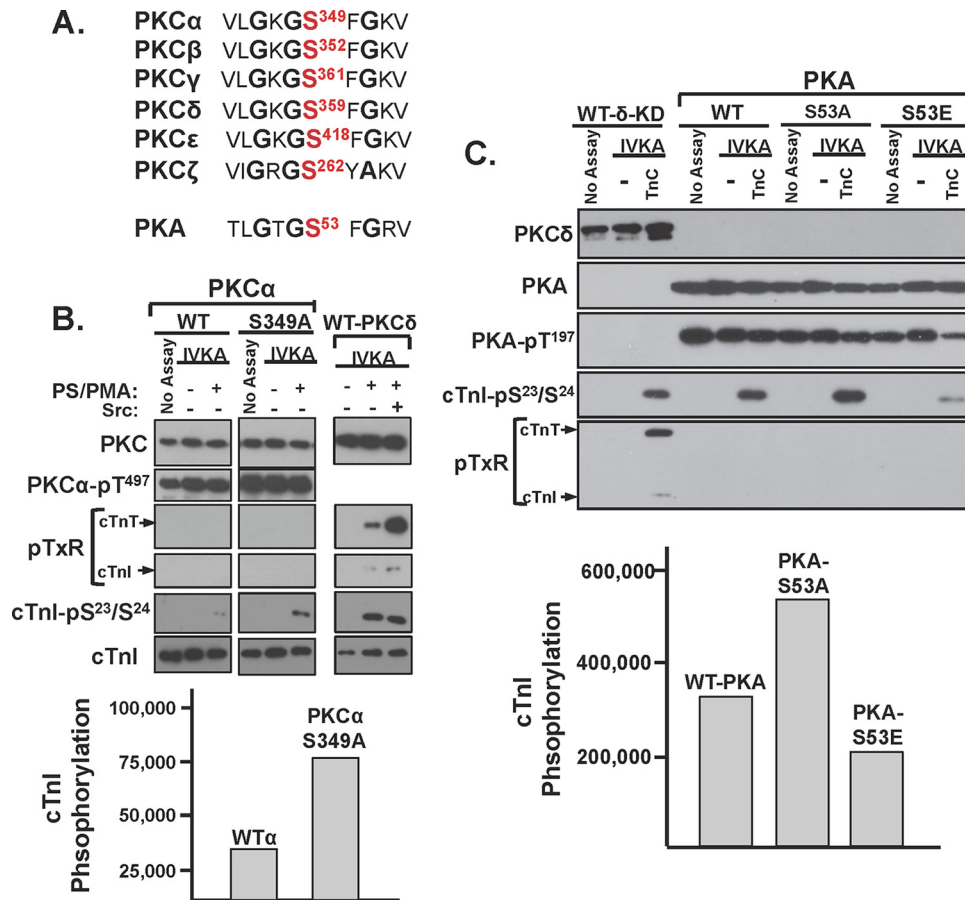 A.
PKCα VLGKGS349FGKV
PKCβ VLGKGS352FGKV
PKCγ VLGKGS361FGKV
PKCδ VLGKGS359FGKV
PKCε VLGKGS418FGKV
PKCζ VIGRGS262YAKV
PKA TLGTGS53 FGRV
B.
PKCα
WT S349A WT-PKCδ
No Assay IVKA No Assay IVKA IVKA
PS/PMA: - + - + - + +
Src: - - - - - - +
PKC
PKCα-pT497
pTxR
cTnT
cTnI
cTnI-pS23/S24
cTnI
cTnI
Phsophorylation
100,000
75,000
50,000
25,000
WTα
PKCα
S349A
C.
PKA
WT-δ-KD WT S53A S53E
No Assay IVKA No Assay IVKA No Assay IVKA No Assay IVKA
- TnC - TnC - TnC - TnC
PKCδ
PKA
PKA-pT197
cTnI-pS23/S24
pTxR
cTnT
cTnI
cTnI
Phsophorylation
600,000
400,000
200,000
WT-PKA
PKA-
S53A
PKA-
S53E